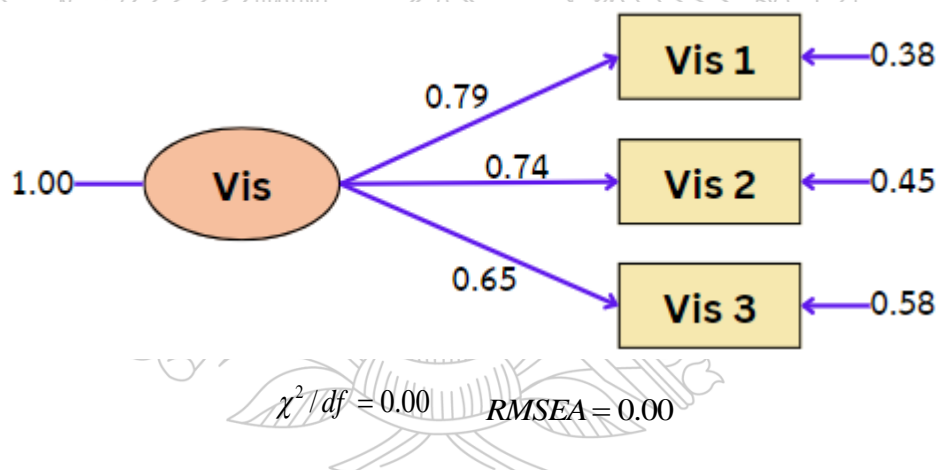 0.79
Vis 1
0.38
1.00
Vis
0.74
Vis 2
0.45
0.65
Vis 3
0.58
χ²/df = 0.00 RMSEA = 0.00